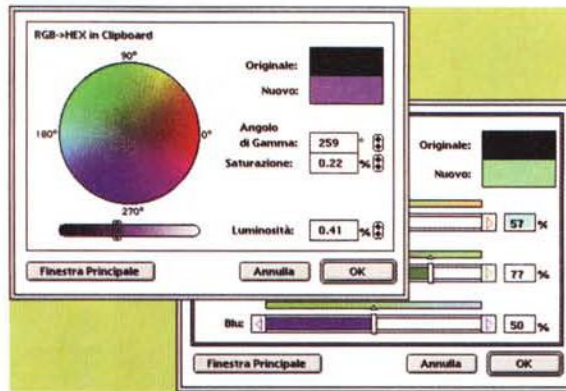 RGB->HEX in Clipboard
90°
180°
0°
270°
Originale:
Nuovo:
Angolo
di Gamma: 259 °
Saturazione: 0.22 %
Luminosità: 0.41 %
Finestra Principale Annulla OK
Originale:
Nuovo:
57 %
77 %
Blu: 50 %
Finestra Principale Annulla OK